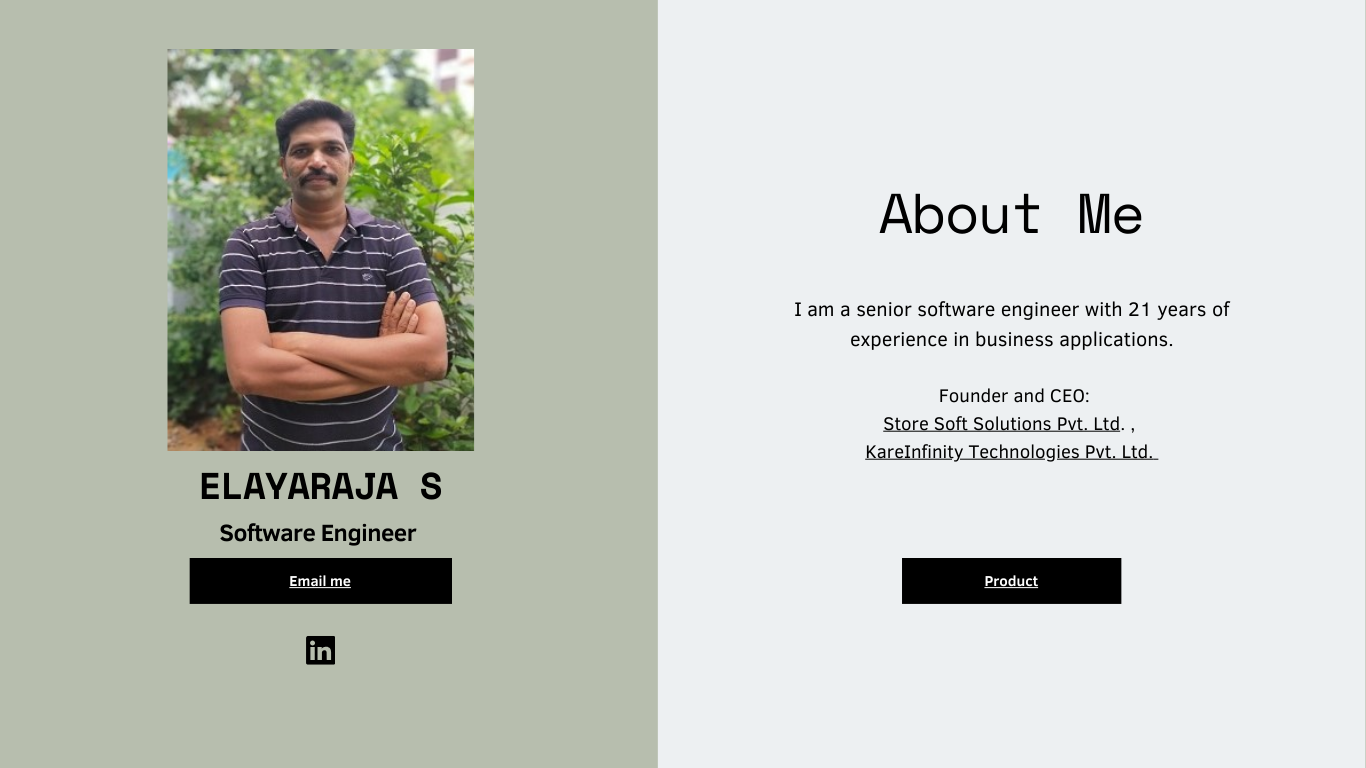 ELAYARAJA S
Software Engineer
Email me
in
About Me
I am a senior software engineer with 21 years of
experience in business applications.
Founder and CEO:
Store Soft Solutions Pvt. Ltd. ,
KareInfinity Technologies Pvt. Ltd.
Product